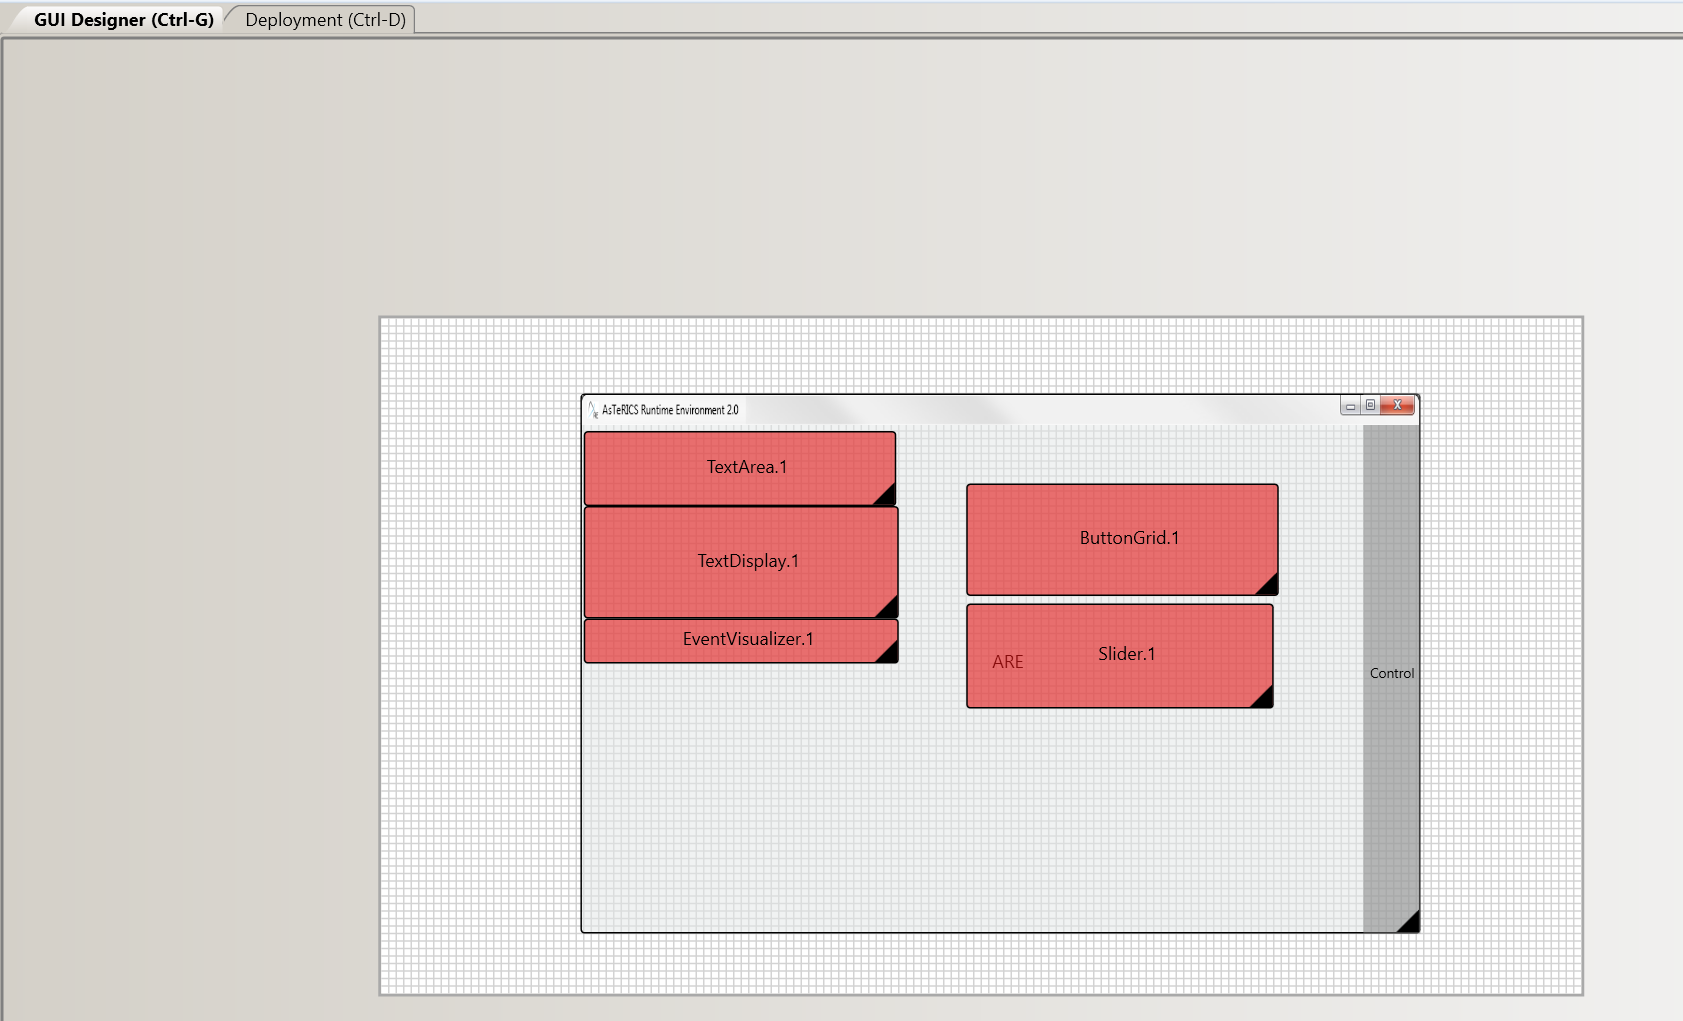 GUI Designer (Ctrl-G)
Deployment (Ctrl-D)
AsTeRICS Runtime Environment 2.0
X
TextArea.1
TextDisplay.1
EventVisualizer.1
ButtonGrid.1
Slider.1
ARE
Control